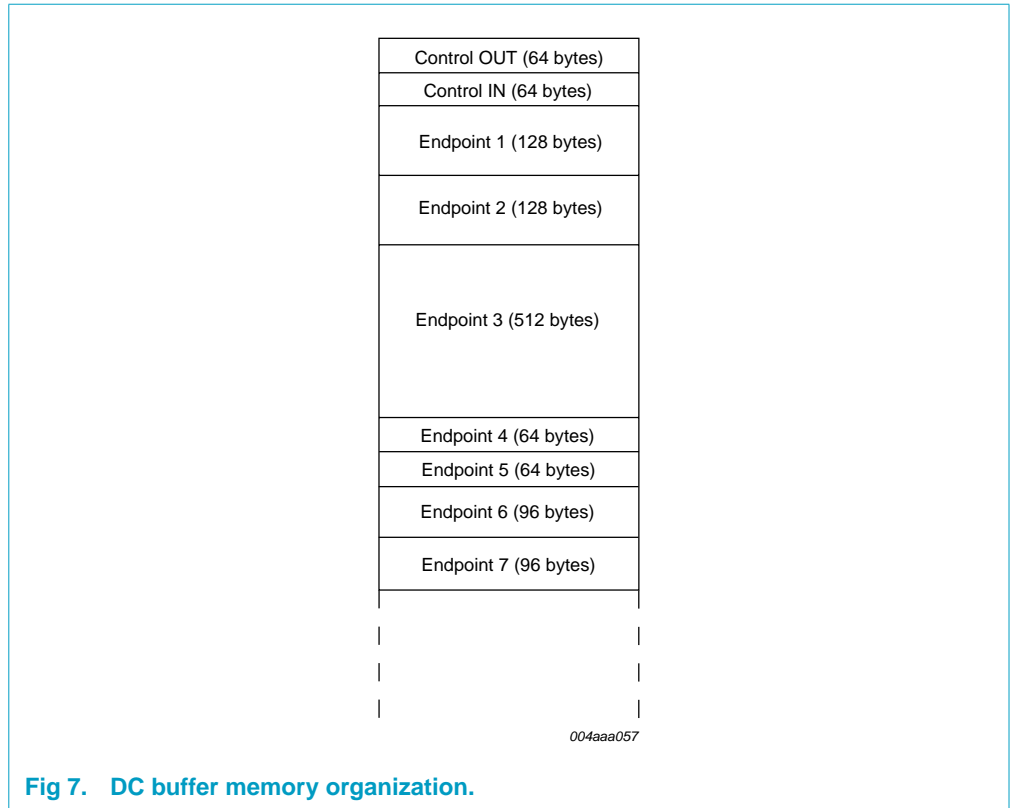 Control OUT (64 bytes)
Control IN (64 bytes)
Endpoint 1 (128 bytes)
Endpoint 2 (128 bytes)
Endpoint 3 (512 bytes)
Endpoint 4 (64 bytes)
Endpoint 5 (64 bytes)
Endpoint 6 (96 bytes)
Endpoint 7 (96 bytes)
004aaa057
Fig 7. DC buffer memory organization.